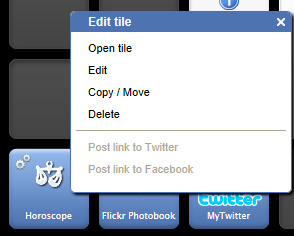 Edit tile
Open tile
Edit
Copy / Move
Delete
Post link to Twitter
Post link to Facebook
twitter
Horoscope
Flickr Photobook
MyTwitter